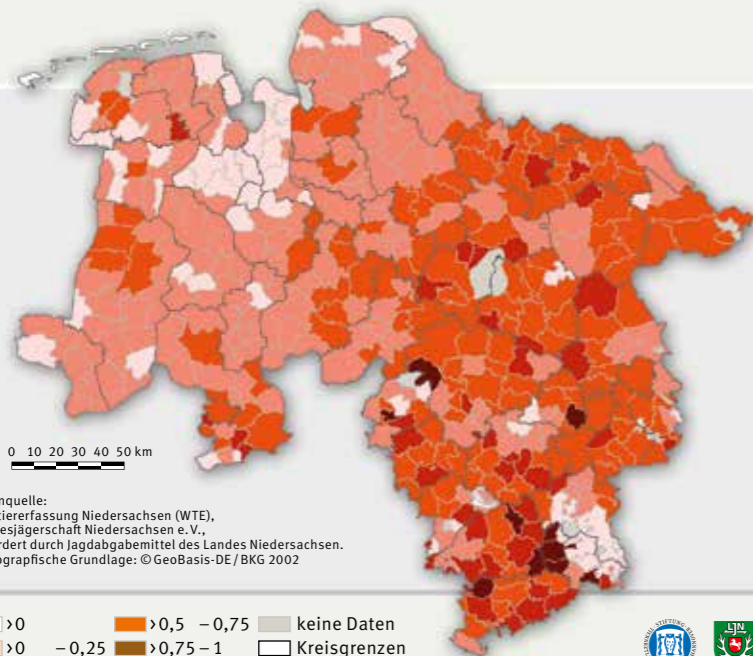 0 10 20 30 40 50 km
nquelle:
tiererfassung Niedersachsen (WTE),
esjägerschaft Niedersachsen e. V.,
rdert durch Jagdabgabemittel des Landes Niedersachsen.
ographische Grundlage: © GeoBasis-DE / BKG 2002
>0 >0,5 – 0,75 keine Daten
>0 – 0,25 >0,75 – 1 Kreisgrenzen
LJN